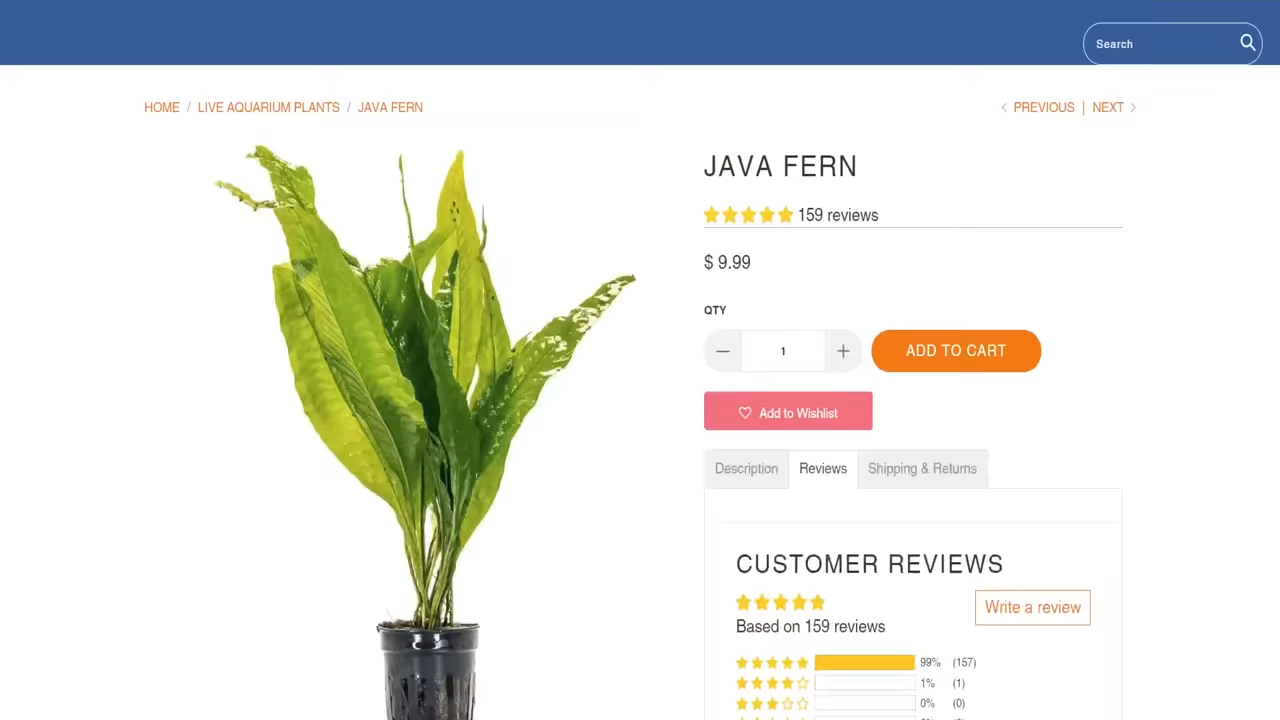 Search
HOME / LIVE AQUARIUM PLANTS / JAVA FERN
< PREVIOUS | NEXT >
JAVA FERN
159 reviews
$ 9.99
QTY
− 1 +
ADD TO CART
Add to Wishlist
Description Reviews Shipping & Returns
CUSTOMER REVIEWS
Write a review
Based on 159 reviews
99% (157)
1% (1)
0% (0)